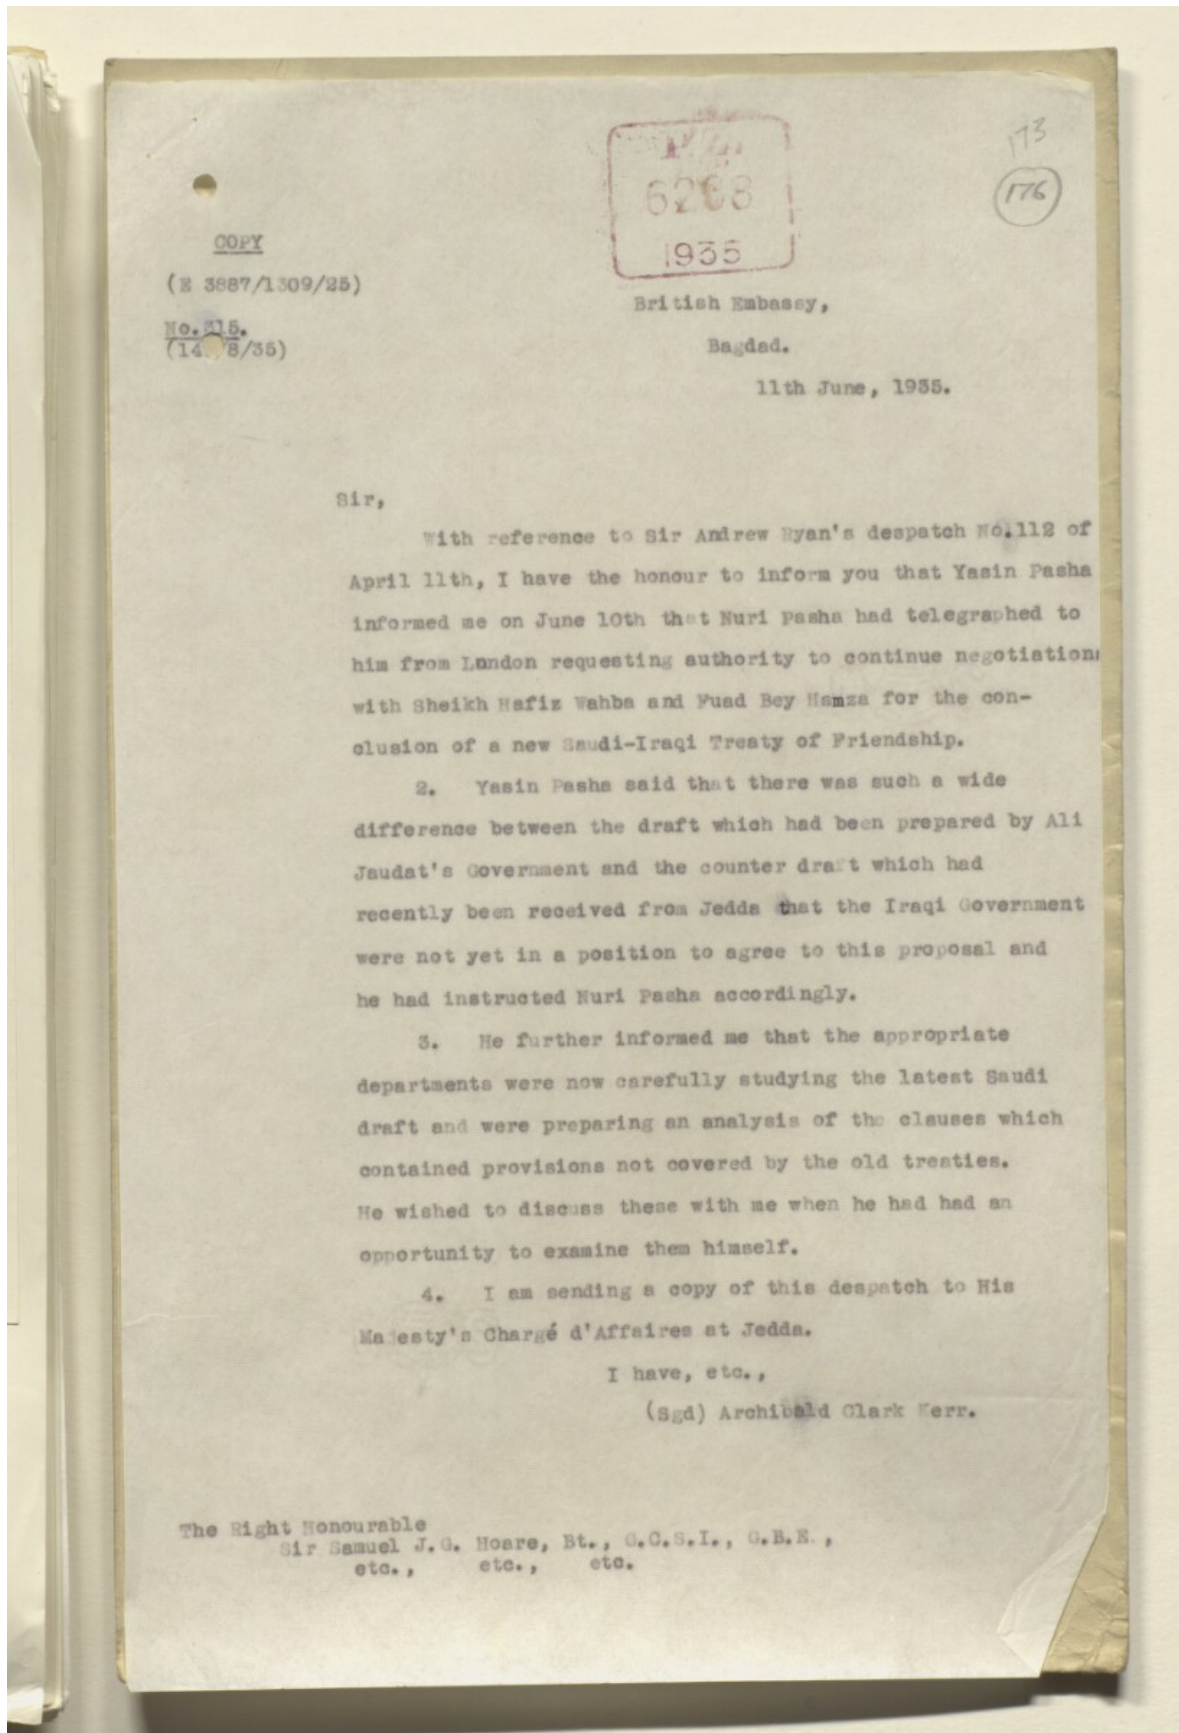 173
176
6268
1935
COPY
(E 3887/1309/25)
British Embassy,
No.315.
Bagdad.
(14 /8/35)
11th June, 1935.
Sir,
With reference to Sir Andrew Ryan's despatch No.112 of
April 11th, I have the honour to inform you that Yasin Pasha
informed me on June 10th that Nuri Pasha had telegraphed to
him from London requesting authority to continue negotiations
with Sheikh Hafiz Wahba and Fuad Bey Hamza for the con-
clusion of a new Saudi-Iraqi Treaty of Friendship.
2. Yasin Pasha said that there was such a wide
difference between the draft which had been prepared by Ali
Jaudat's Government and the counter draft which had
recently been received from Jedda that the Iraqi Government
were not yet in a position to agree to this proposal and
he had instructed Nuri Pasha accordingly.
3. He further informed me that the appropriate
departments were now carefully studying the latest Saudi
draft and were preparing an analysis of the clauses which
contained provisions not covered by the old treaties.
He wished to discuss these with me when he had had an
opportunity to examine them himself.
4. I am sending a copy of this despatch to His
Majesty's Chargé d'Affaires at Jedda.
I have, etc.,
(Sgd) Archibald Clark Kerr.
The Right Honourable
Sir Samuel J.G. Hoare, Bt., G.C.S.I., G.B.E.,
etc., etc., etc.